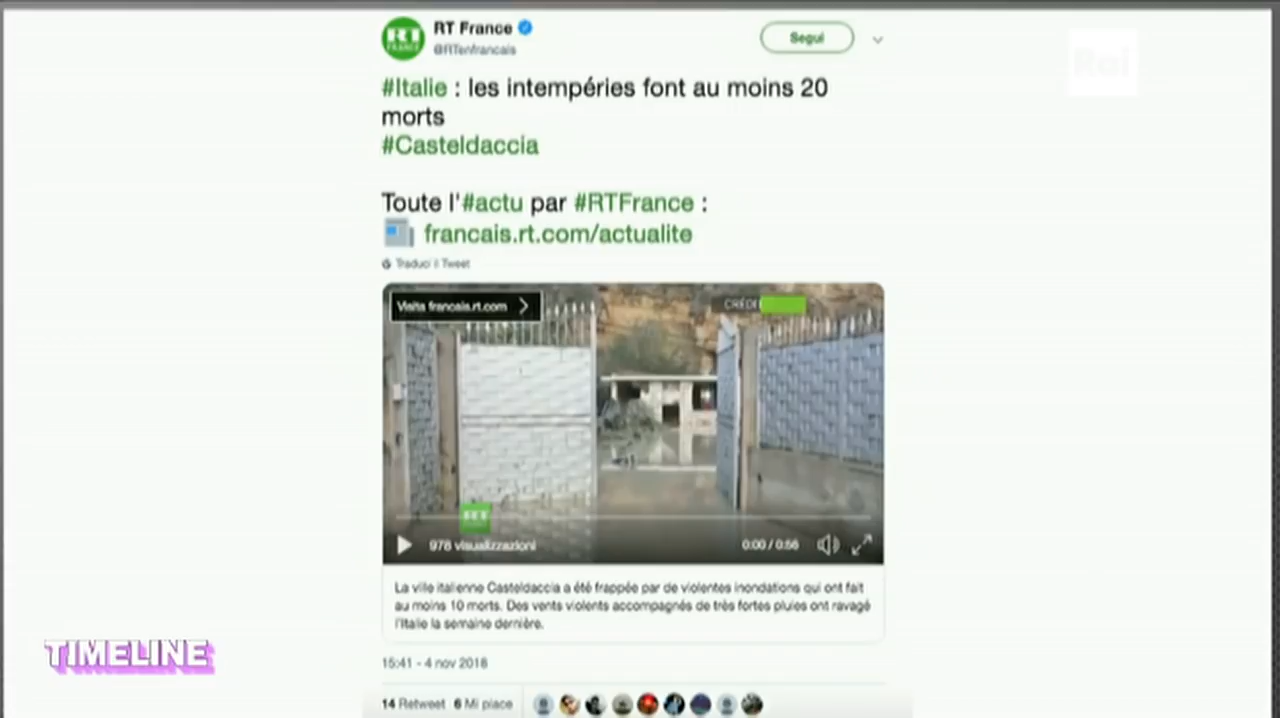 RT France
@RTenfrancais
Segui
Rai
#Italie : les intempéries font au moins 20
morts
#Casteldaccia
Toute l'#actu par #RTFrance :
francais.rt.com/actualite
Traduci il Tweet
Visita francais.rt.com
CRÉDI
RT
978 visualizzazioni
0:00 / 0:56
La ville italienne Casteldaccia a été frappée par de violentes inondations qui ont fait
au moins 10 morts. Des vents violents accompagnés de très fortes pluies ont ravagé
l'Italie la semaine dernière.
TIMELINE
15:41 - 4 nov 2018
14 Retweet 6 Mi piace